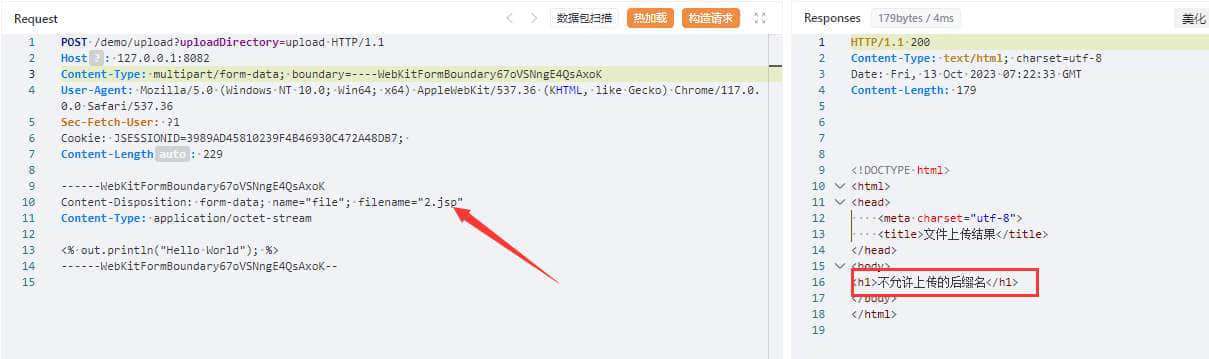 Request
数据包扫描
热加载
构造请求
1 POST /demo/upload?uploadDirectory=upload HTTP/1.1
2 Host ? : 127.0.0.1:8082
3 Content-Type: multipart/form-data; boundary=----WebKitFormBoundary67oVSNngE4QsAxoK
4 User-Agent: Mozilla/5.0 (Windows NT 10.0; Win64; x64) AppleWebKit/537.36 (KHTML, like Gecko) Chrome/117.0.
0.0 Safari/537.36
5 Sec-Fetch-User: ?1
6 Cookie: JSESSIONID=3989AD45810239F4B46930C472A48DB7;
7 Content-Length auto : 229
8
9 ------WebKitFormBoundary67oVSNngE4QsAxoK
10 Content-Disposition: form-data; name="file"; filename="2.jsp"
11 Content-Type: application/octet-stream
12
13 <% out.println("Hello World"); %>
14 ------WebKitFormBoundary67oVSNngE4QsAxoK--
15
Responses
179bytes / 4ms
美化
1 HTTP/1.1 200
2 Content-Type: text/html; charset=utf-8
3 Date: Fri, 13 Oct 2023 07:22:33 GMT
4 Content-Length: 179
5
6
7
8
9 <!DOCTYPE html>
10 <html>
11 <head>
12 <meta charset="utf-8">
13 <title>文件上传结果</title>
14 </head>
15 <body>
16 <h1>不允许上传的后缀名</h1>
17 </body>
18 </html>
19